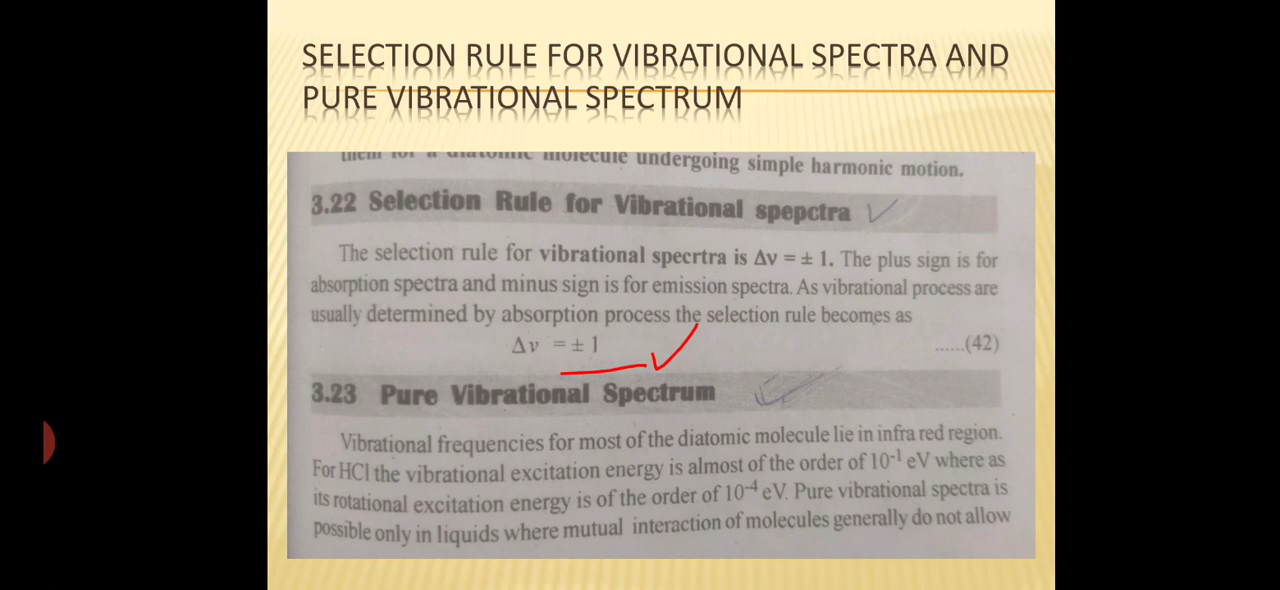 SELECTION RULE FOR VIBRATIONAL SPECTRA AND
PURE VIBRATIONAL SPECTRUM
them for a diatomic molecule undergoing simple harmonic motion.
3.22 Selection Rule for Vibrational spepctra
The selection rule for vibrational specrtra is Δν = ± 1. The plus sign is for
absorption spectra and minus sign is for emission spectra. As vibrational process are
usually determined by absorption process the selection rule becomes as
Δν = ± 1 ......(42)
3.23 Pure Vibrational Spectrum
Vibrational frequencies for most of the diatomic molecule lie in infra red region.
For HCl the vibrational excitation energy is almost of the order of 10⁻¹ eV where as
its rotational excitation energy is of the order of 10⁻⁴ eV. Pure vibrational spectra is
possible only in liquids where mutual interaction of molecules generally do not allow